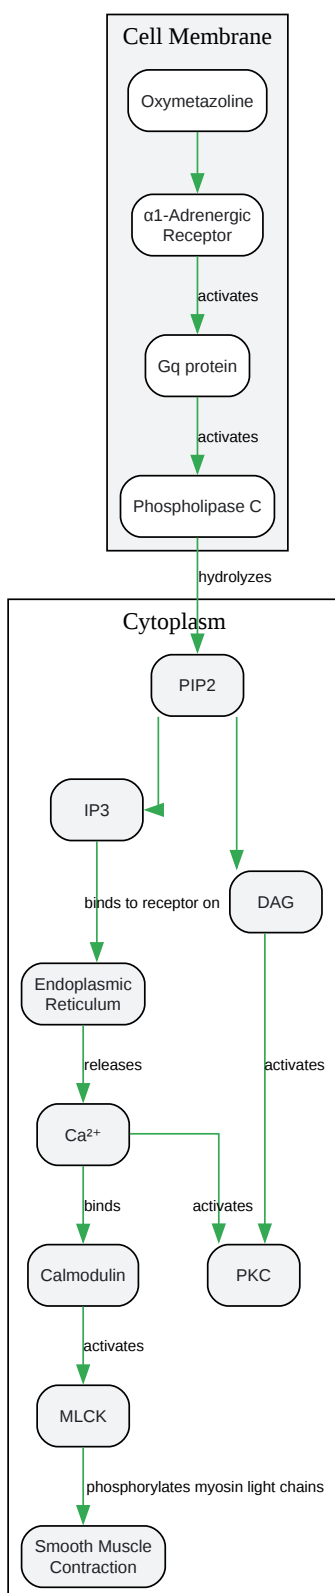 Cell Membrane
Oxymetazoline
α1-Adrenergic
Receptor
activates
Gq protein
activates
Phospholipase C
hydrolyzes
Cytoplasm
PIP2
IP3
DAG
binds to receptor on
Endoplasmic
Reticulum
releases
activates
Ca²⁺
binds
activates
Calmodulin
PKC
activates
MLCK
phosphorylates myosin light chains
Smooth Muscle
Contraction